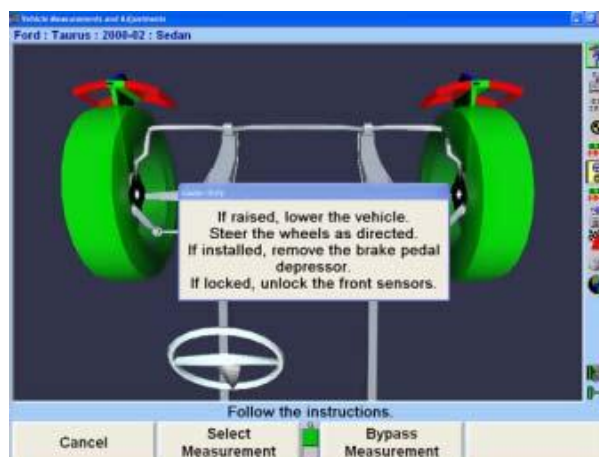 Vehicle Measurements and Adjustments
Ford : Taurus : 2000-02 : Sedan
If raised, lower the vehicle.
Steer the wheels as directed.
If installed, remove the brake pedal
depressor.
If locked, unlock the front sensors.
Follow the instructions.
Cancel
Select
Measurement
Bypass
Measurement